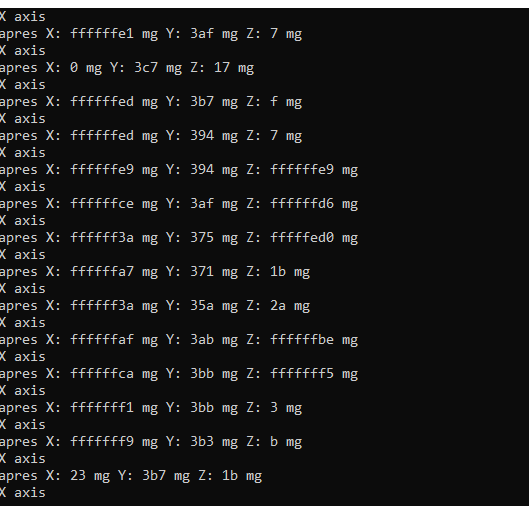 X axis
apres X: ffffffe1 mg Y: 3af mg Z: 7 mg
X axis
apres X: 0 mg Y: 3c7 mg Z: 17 mg
X axis
apres X: ffffffed mg Y: 3b7 mg Z: f mg
X axis
apres X: ffffffed mg Y: 394 mg Z: 7 mg
X axis
apres X: ffffffe9 mg Y: 394 mg Z: ffffffe9 mg
X axis
apres X: ffffffce mg Y: 3af mg Z: ffffffd6 mg
X axis
apres X: ffffff3a mg Y: 375 mg Z: fffffed0 mg
X axis
apres X: ffffffa7 mg Y: 371 mg Z: 1b mg
X axis
apres X: ffffff3a mg Y: 35a mg Z: 2a mg
X axis
apres X: ffffffaf mg Y: 3ab mg Z: ffffffbe mg
X axis
apres X: ffffffca mg Y: 3bb mg Z: fffffff5 mg
X axis
apres X: fffffff1 mg Y: 3bb mg Z: 3 mg
X axis
apres X: fffffff9 mg Y: 3b3 mg Z: b mg
X axis
apres X: 23 mg Y: 3b7 mg Z: 1b mg
X axis